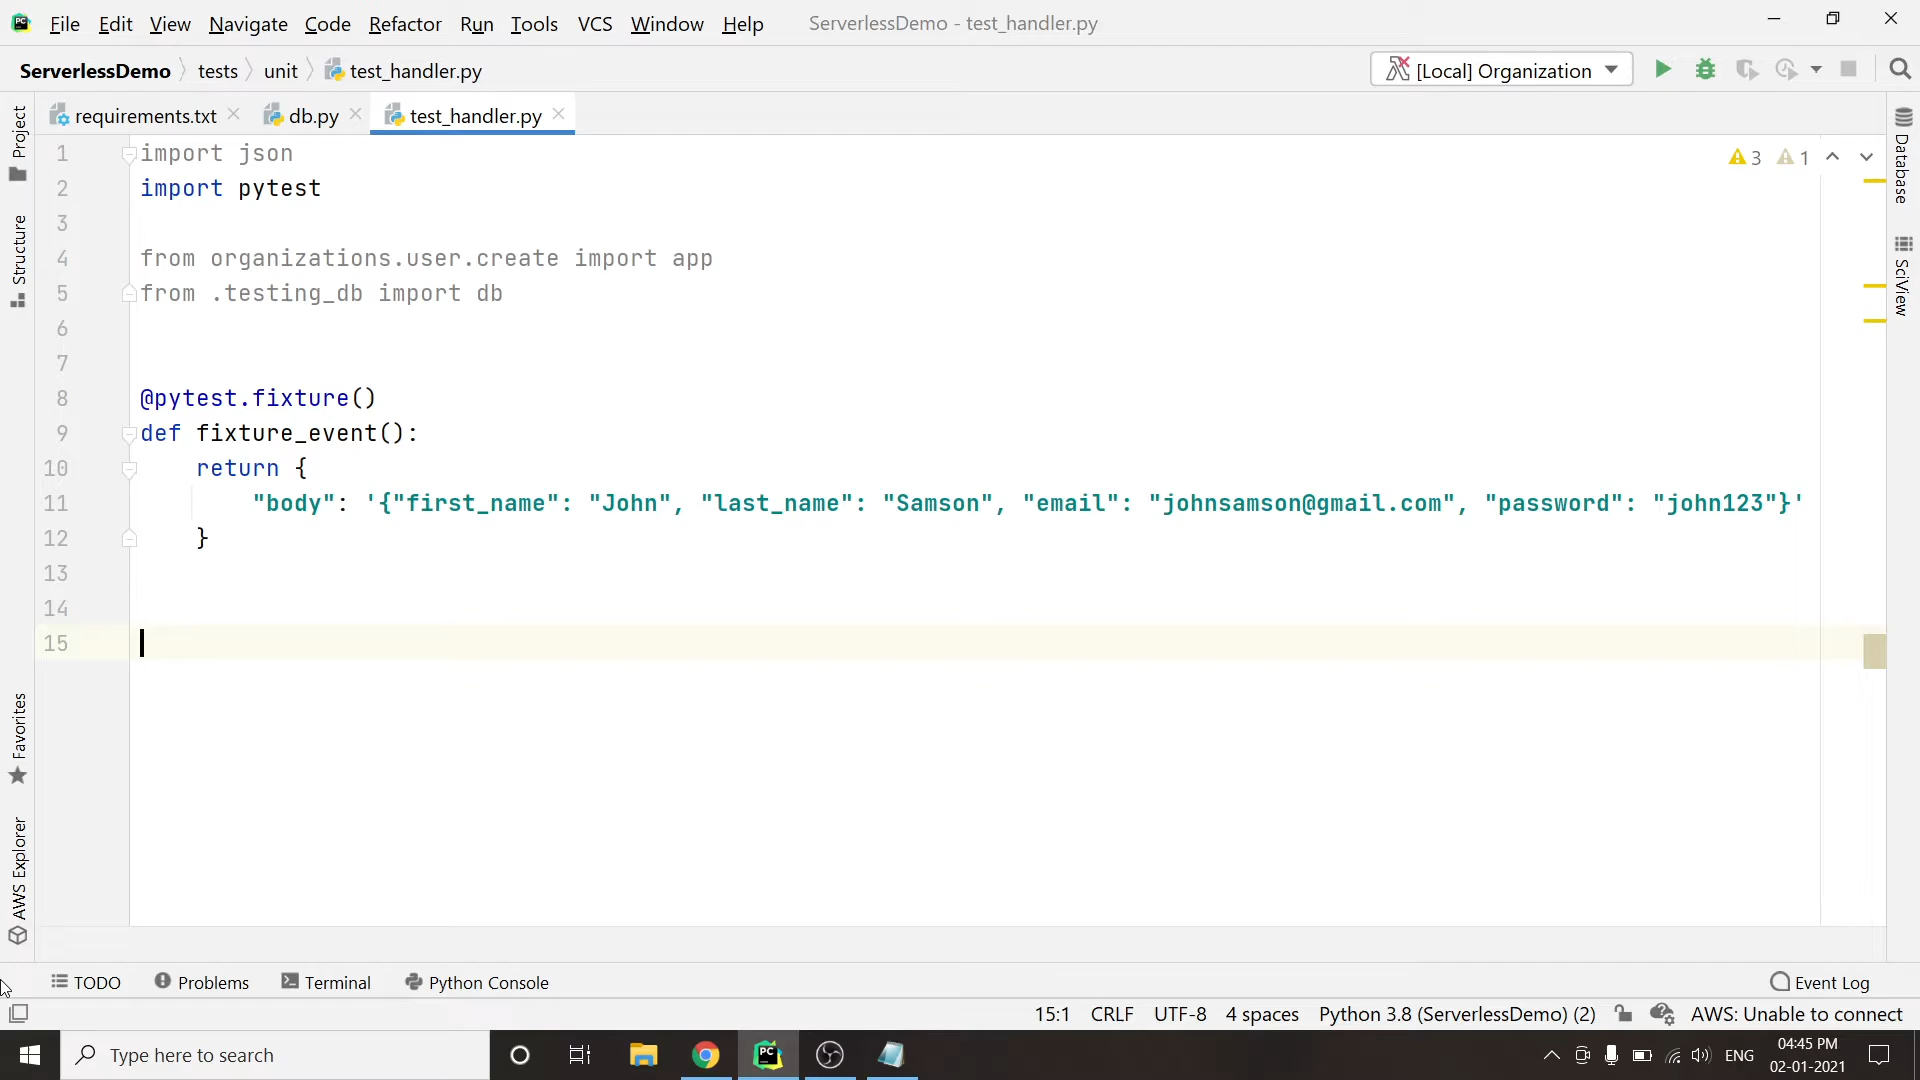 File Edit View Navigate Code Refactor Run Tools VCS Window Help ServerlessDemo - test_handler.py
ServerlessDemo tests unit test_handler.py [Local] Organization
requirements.txt db.py test_handler.py
3 1
1 import json
2 import pytest
3
4 from organizations.user.create import app
5 from .testing_db import db
6
7
8 @pytest.fixture()
9 def fixture_event():
10 return {
11 "body": '{"first_name": "John", "last_name": "Samson", "email": "johnsamson@gmail.com", "password": "john123"}'
12 }
13
14
15
Project
Structure
Favorites
AWS Explorer
Database
SciView
TODO Problems Terminal Python Console Event Log
15:1 CRLF UTF-8 4 spaces Python 3.8 (ServerlessDemo) (2) AWS: Unable to connect
Type here to search PC ENG 04:45 PM
02-01-2021